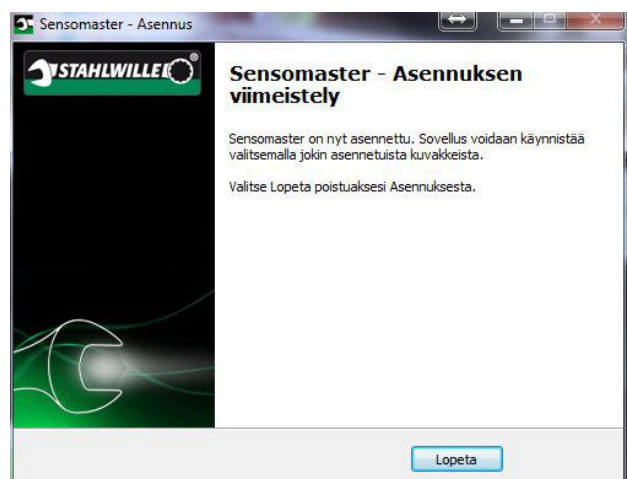 Sensomaster - Asennus
STAHLWILLE
Sensomaster - Asennuksen
viimeistely
Sensomaster on nyt asennettu. Sovellus voidaan käynnistää
valitsemalla jokin asennetuista kuvakkeista.
Valitse Lopeta poistuaksesi Asennuksesta.
Lopeta